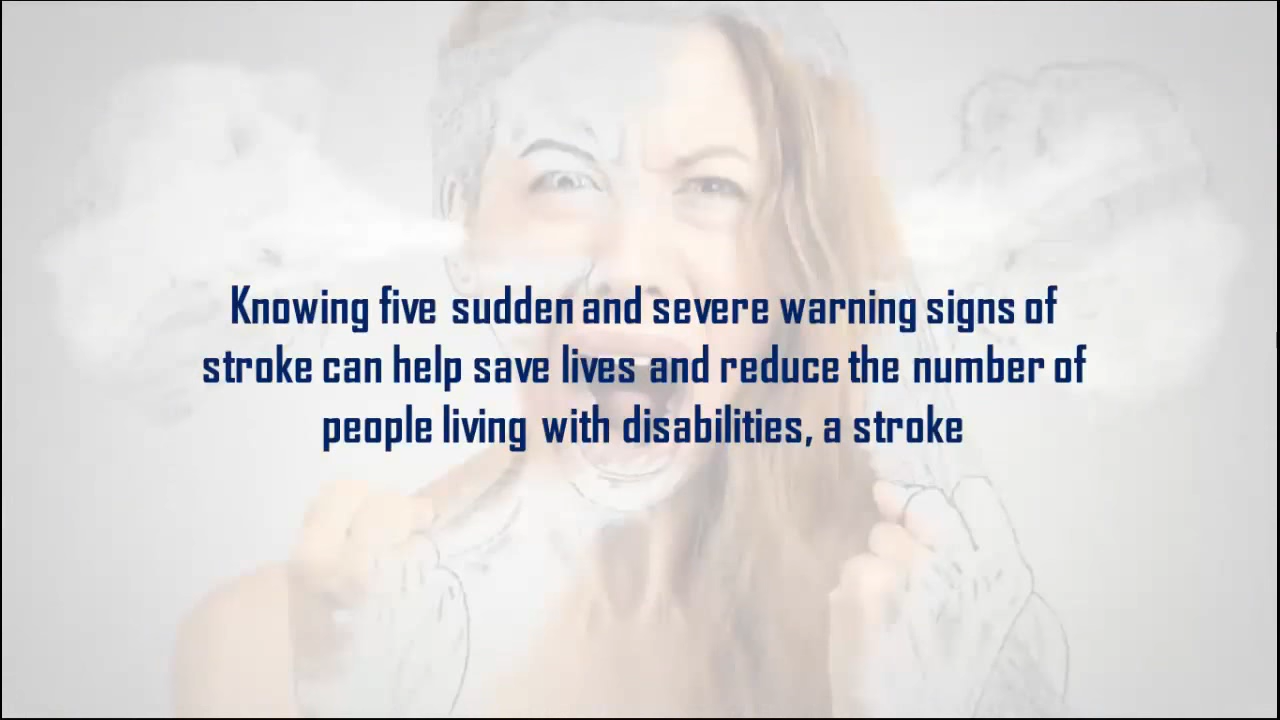 Knowing five sudden and severe warning signs of
stroke can help save lives and reduce the number of
people living with disabilities, a stroke